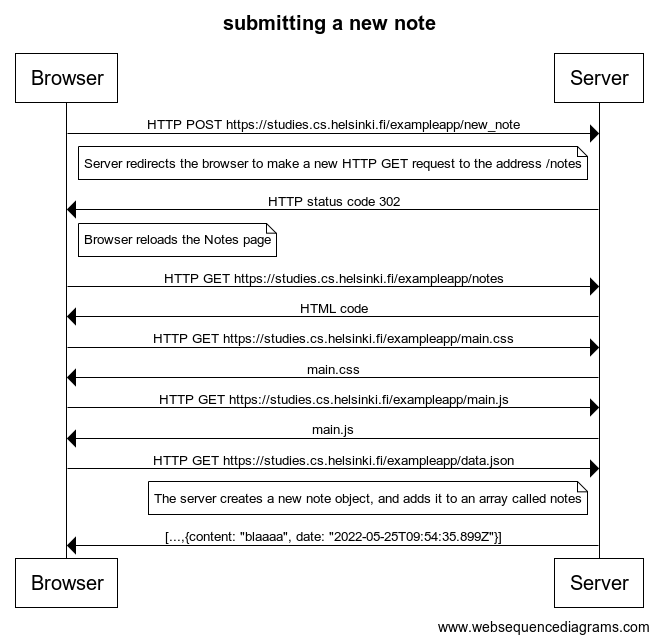 submitting a new note
Browser
Server
HTTP POST https://studies.cs.helsinki.fi/exampleapp/new_note
Server redirects the browser to make a new HTTP GET request to the address /notes
HTTP status code 302
Browser reloads the Notes page
HTTP GET https://studies.cs.helsinki.fi/exampleapp/notes
HTML code
HTTP GET https://studies.cs.helsinki.fi/exampleapp/main.css
main.css
HTTP GET https://studies.cs.helsinki.fi/exampleapp/main.js
main.js
HTTP GET https://studies.cs.helsinki.fi/exampleapp/data.json
The server creates a new note object, and adds it to an array called notes
[...,{content: "blaaaa", date: "2022-05-25T09:54:35.899Z"}]
Browser
Server
www.websequencediagrams.com